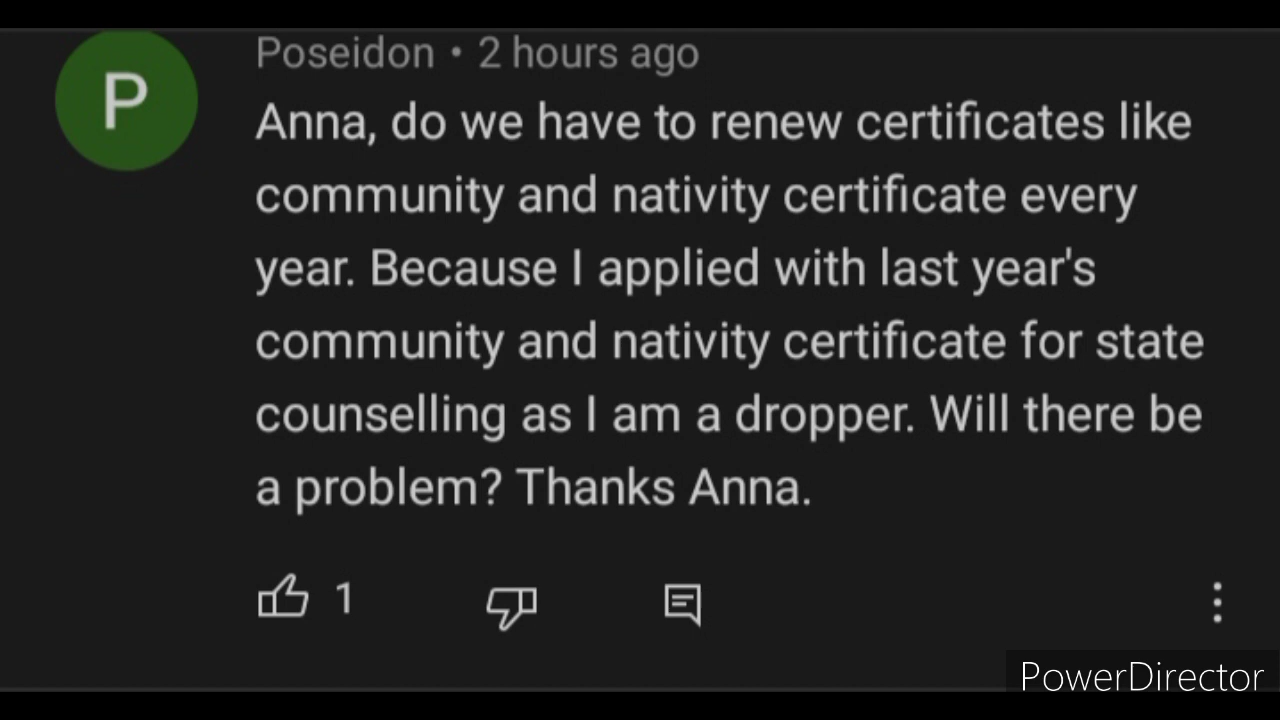 P
Poseidon • 2 hours ago
Anna, do we have to renew certificates like
community and nativity certificate every
year. Because I applied with last year's
community and nativity certificate for state
counselling as I am a dropper. Will there be
a problem? Thanks Anna.
1
PowerDirector